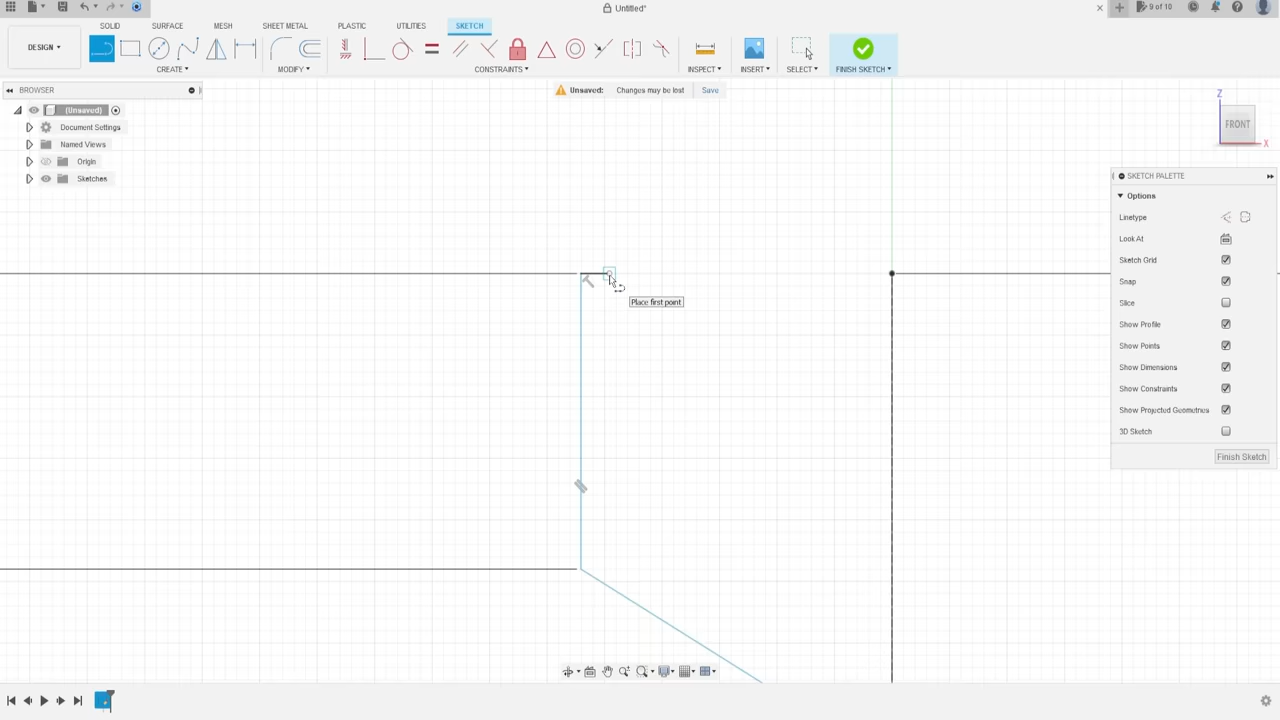 Untitled*
9 of 10
SOLID
SURFACE
MESH
SHEET METAL
PLASTIC
UTILITIES
SKETCH
DESIGN
CREATE
MODIFY
CONSTRAINTS
INSPECT
INSERT
SELECT
FINISH SKETCH
BROWSER
Unsaved: Changes may be lost Save
(Unsaved)
Document Settings
Named Views
Origin
Sketches
Z
FRONT
X
SKETCH PALETTE
Options
Linetype
Look At
Sketch Grid
Snap
Slice
Show Profile
Show Points
Show Dimensions
Show Constraints
Show Projected Geometries
3D Sketch
Finish Sketch
Place first point